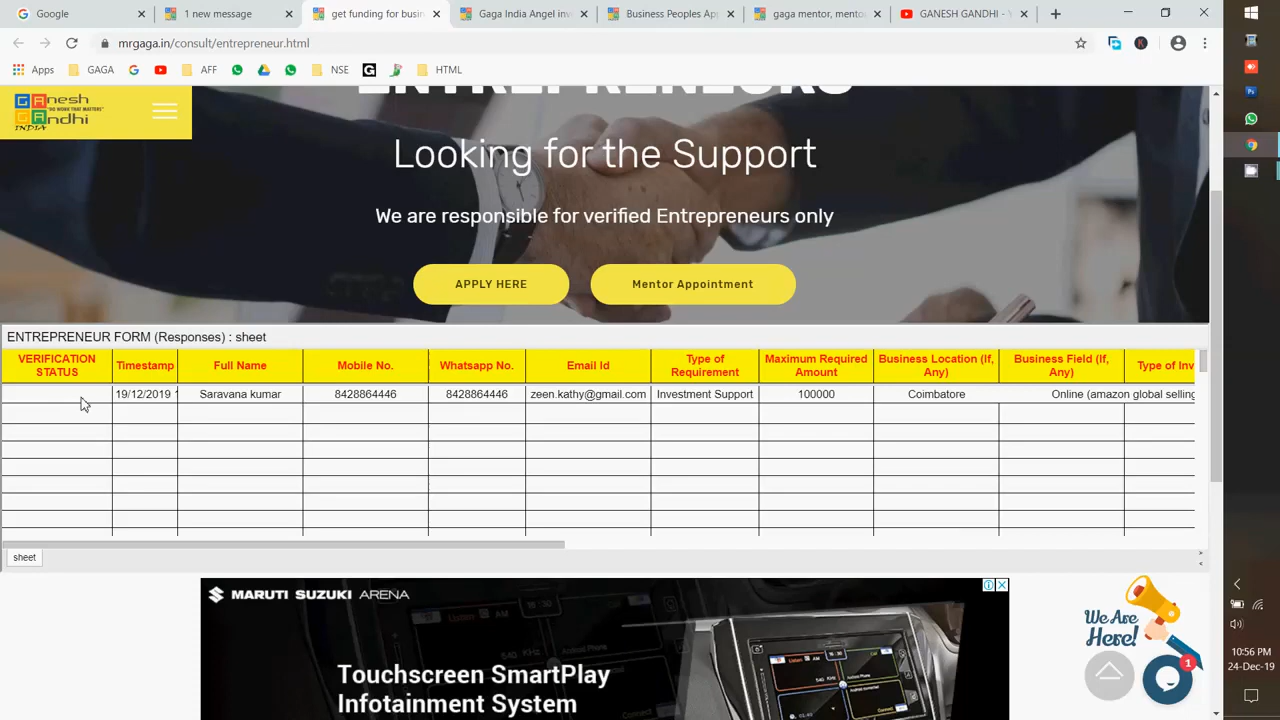 Google
1 new message
get funding for busin
Gaga India Angel inv
Business Peoples Ap
gaga mentor, mento
GANESH GANDHI - Y
mrgaga.in/consult/entrepreneur.html
Apps GAGA AFF NSE G HTML
GAnesh
"DO WORK THAT MATTERS"
GAndhi
INDIA
ENTREPRENEURS
Looking for the Support
We are responsible for verified Entrepreneurs only
APPLY HERE Mentor Appointment
ENTREPRENEUR FORM (Responses) : sheet
VERIFICATION STATUS Timestamp Full Name Mobile No. Whatsapp No. Email Id Type of Requirement Maximum Required Amount Business Location (If, Any) Business Field (If, Any) Type of Inv
19/12/2019 Saravana kumar 8428864446 8428864446 zeen.kathy@gmail.com Investment Support 100000 Coimbatore Online (amazon global selling
sheet
MARUTI SUZUKI ARENA
Touchscreen SmartPlay
Infotainment System
We Are
Here!
1
10:56 PM
24-Dec-19